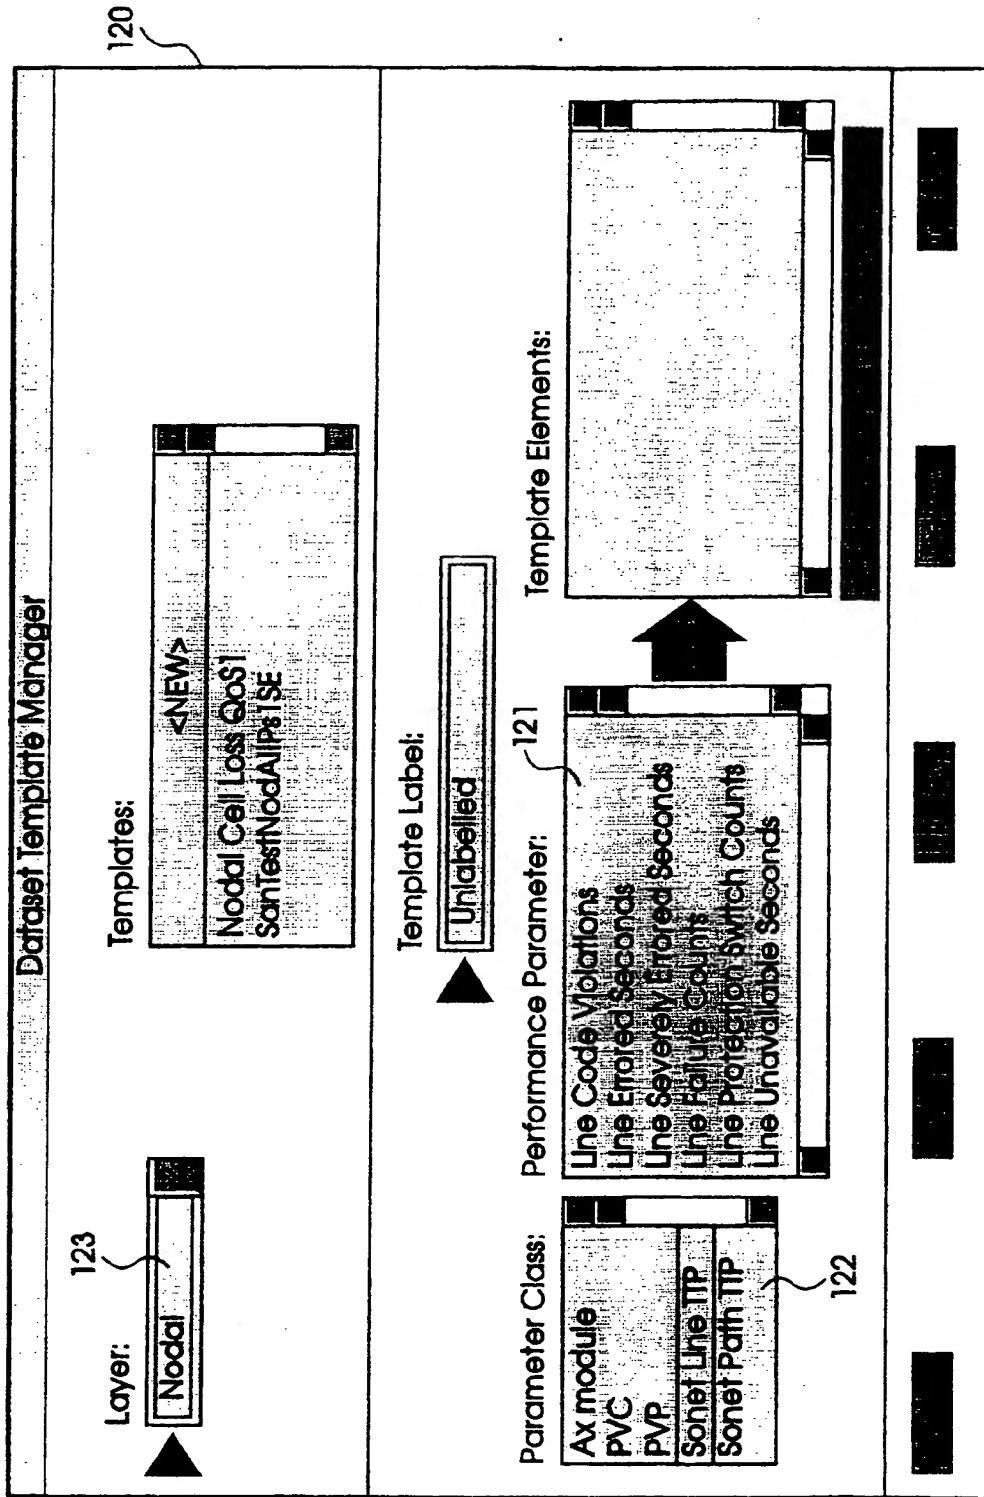 Dataset Template Manager
120
Layer:
Nodal
123
Templates:
<NEW>
Nodal Cell Loss QoS1
SanTestNodAllPs1SE
Template Label:
Unlabelled
Parameter Class:
Ax module
PVC
PVP
Sonet Line TTP
Sonet Path TTP
122
Performance Parameter:
121
Line Code Violations
Line Errored Seconds
Line Severely Errored Seconds
Line Failure Counts
Line Protection Switch Counts
Line Unavailable Seconds
Template Elements: